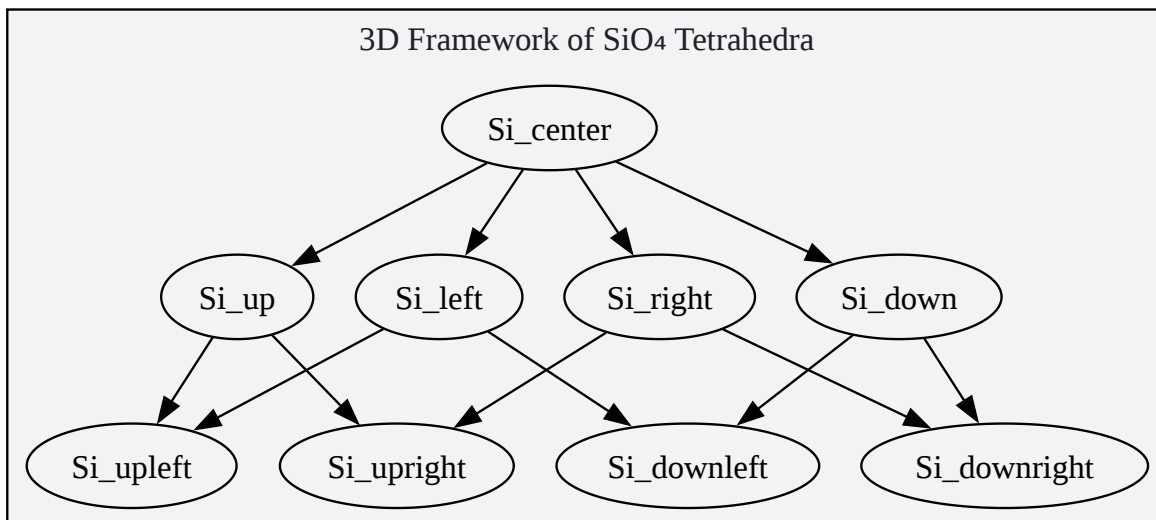 3D Framework of SiO₄ Tetrahedra
Si_center
Si_up
Si_left
Si_right
Si_down
Si_upleft
Si_upright
Si_downleft
Si_downright